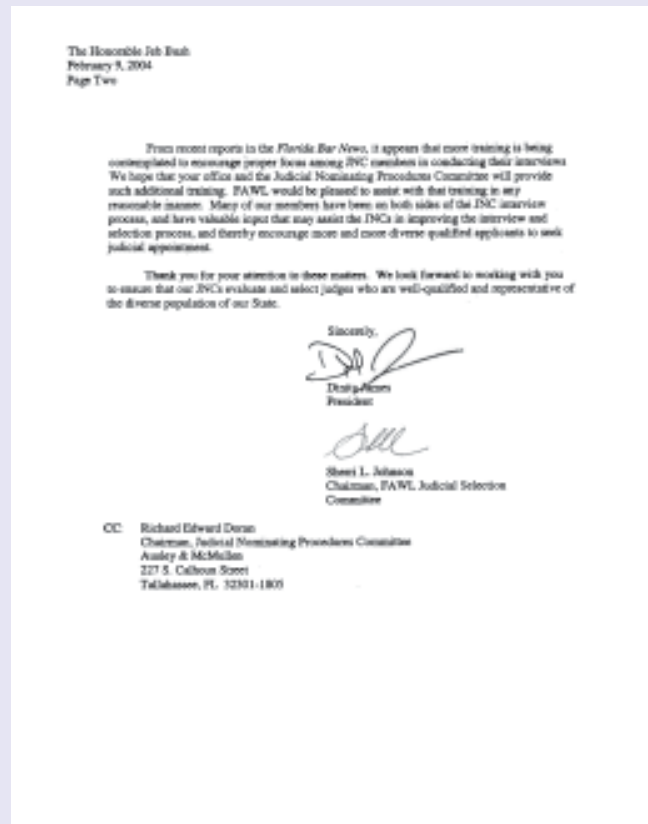 The Honorable Jeb Bush
February 9, 2004
Page Two
From recent reports in the Florida Bar News, it appears that more training is being
contemplated to encourage proper focus among JNC members in conducting their interviews
We hope that your office and the Judicial Nominating Procedures Committee will provide
such additional training. FAWL would be pleased to assist with that training in any
reasonable manner. Many of our members have been on both sides of the JNC interview
process, and have valuable input that may assist the JNCs in improving the interview and
selection process, and thereby encourage more and more diverse qualified applicants to seek
judicial appointment.
Thank you for your attention to these matters. We look forward to working with you
to ensure that our JNCs evaluate and select judges who are well-qualified and representative of
the diverse population of our State.
Sincerely,
President
Sherri L. Johnson
Chairman, FAWL Judicial Selection
Committee
CC: Richard Edward Doran
Chairman, Judicial Nominating Procedures Committee
Ausley & McMullen
227 S. Calhoun Street
Tallahassee, FL 32301-1805